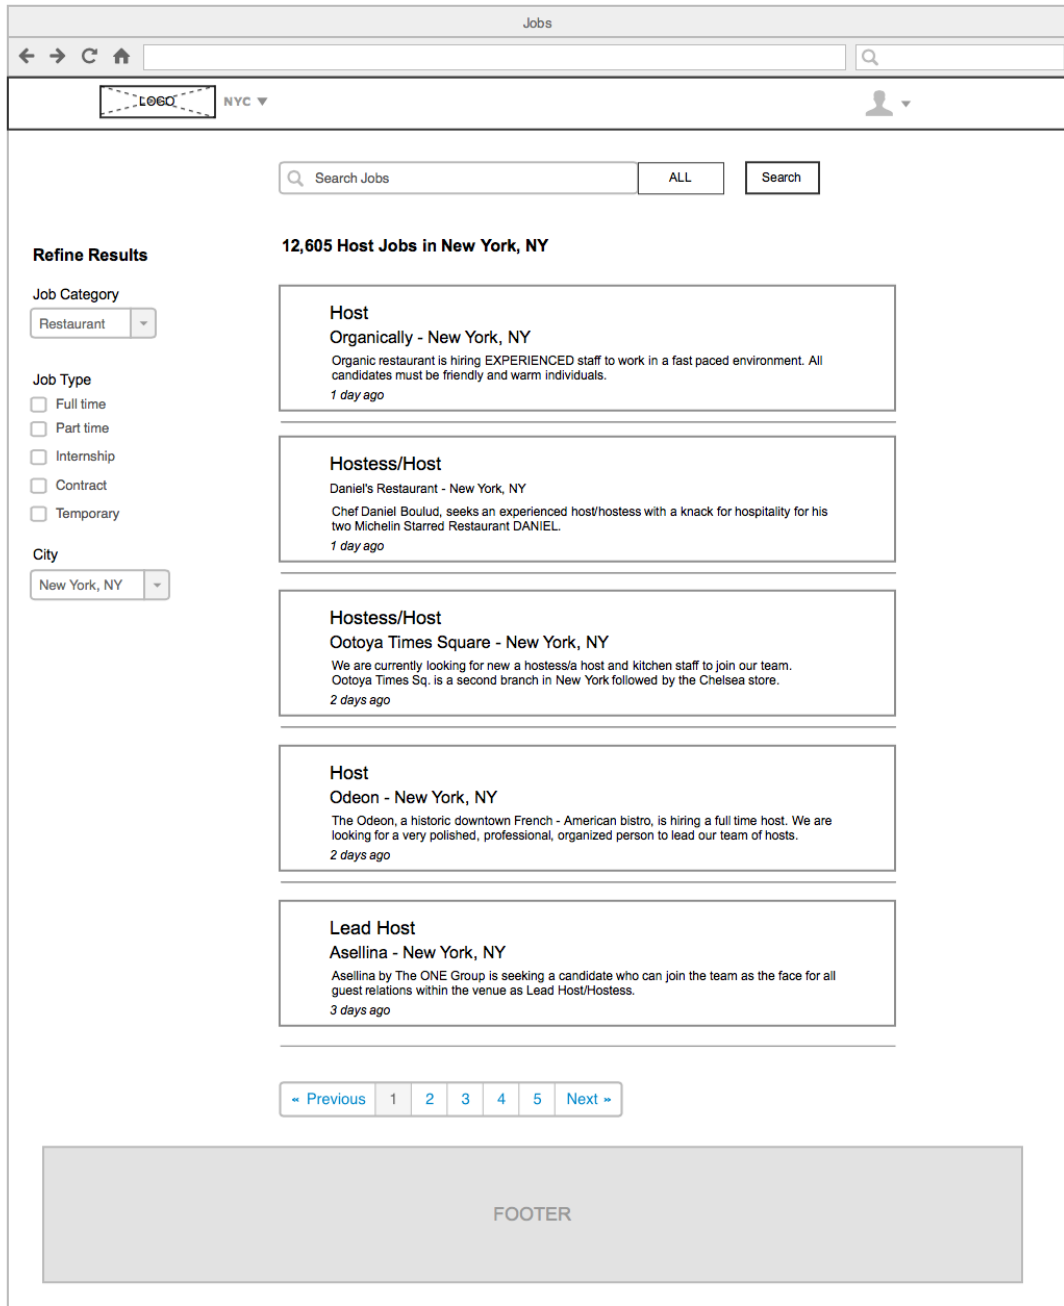 Jobs
LOGO
NYC ▼
Search Jobs
ALL
Search
Refine Results
Job Category
Restaurant
Job Type
Full time
Part time
Internship
Contract
Temporary
City
New York, NY
12,605 Host Jobs in New York, NY
Host
Organically - New York, NY
Organic restaurant is hiring EXPERIENCED staff to work in a fast paced environment. All
candidates must be friendly and warm individuals.
1 day ago
Hostess/Host
Daniel's Restaurant - New York, NY
Chef Daniel Boulud, seeks an experienced host/hostess with a knack for hospitality for his
two Michelin Starred Restaurant DANIEL.
1 day ago
Hostess/Host
Ootoya Times Square - New York, NY
We are currently looking for new a hostess/a host and kitchen staff to join our team.
Ootoya Times Sq. is a second branch in New York followed by the Chelsea store.
2 days ago
Host
Odeon - New York, NY
The Odeon, a historic downtown French - American bistro, is hiring a full time host. We are
looking for a very polished, professional, organized person to lead our team of hosts.
2 days ago
Lead Host
Asellina - New York, NY
Asellina by The ONE Group is seeking a candidate who can join the team as the face for all
guest relations within the venue as Lead Host/Hostess.
3 days ago
« Previous 1 2 3 4 5 Next »
FOOTER